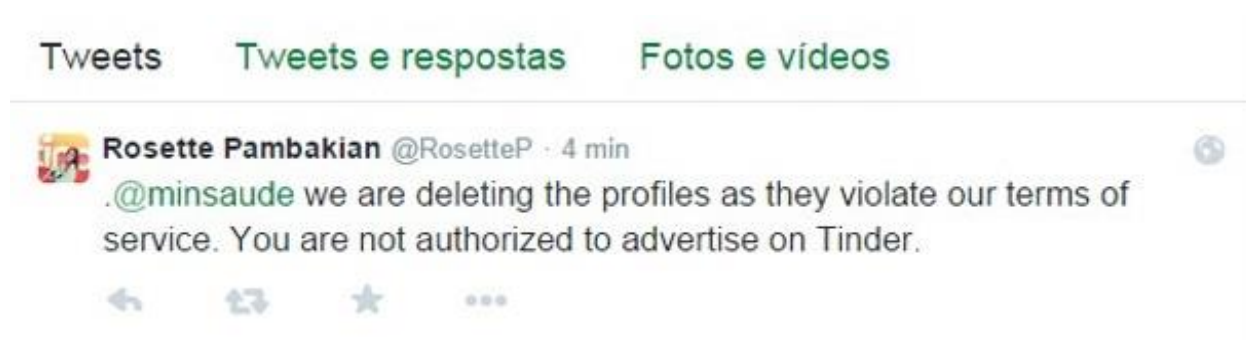 Tweets Tweets e respostas Fotos e vídeos
Rosette Pambakian @RosetteP · 4 min
.@minsaude we are deleting the profiles as they violate our terms of
service. You are not authorized to advertise on Tinder.